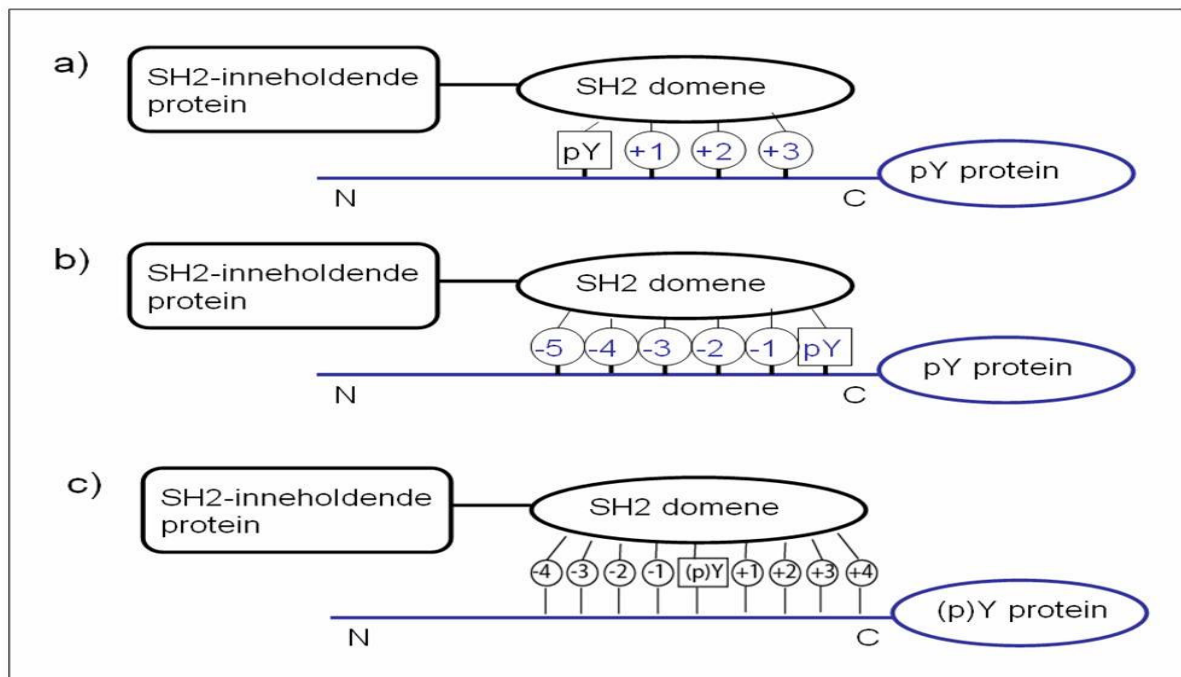 a)
SH2-inneholdende
protein
SH2 domene
pY +1 +2 +3
pY protein
N C
b)
SH2-inneholdende
protein
SH2 domene
-5 -4 -3 -2 -1 pY
pY protein
N C
c)
SH2-inneholdende
protein
SH2 domene
-4 -3 -2 -1 (p)Y +1 +2 +3 +4
(p)Y protein
N C